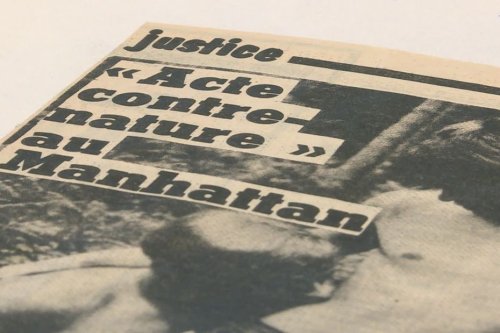 justice
« Acte
contre-
nature »
au
Manhattan